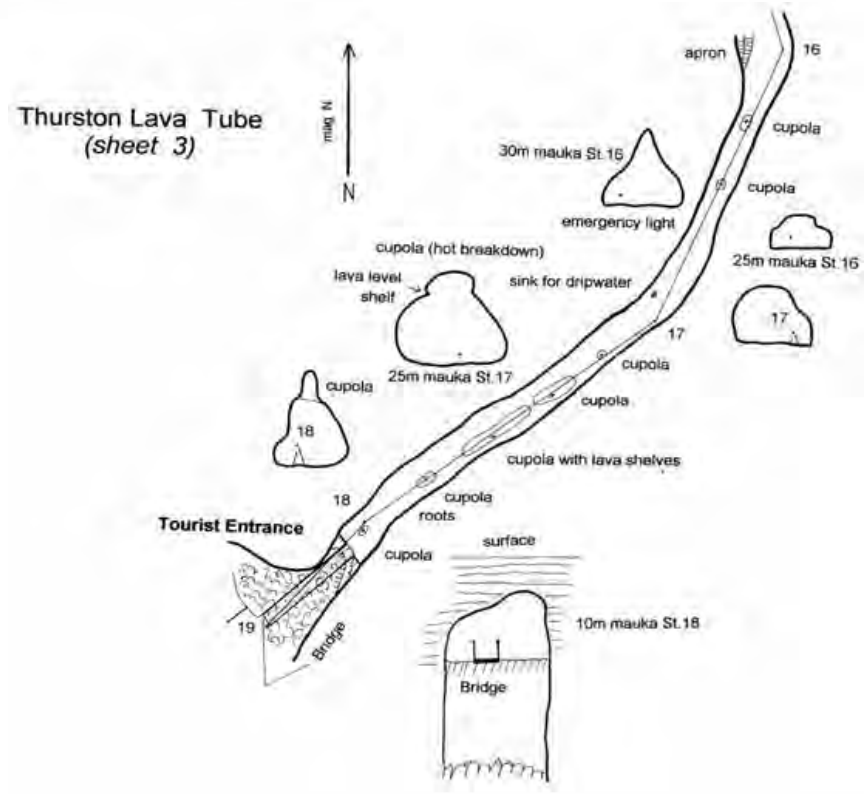 Thurston Lava Tube
(sheet 3)
mag N
N
apron
16
cupola
30m mauka St.16
cupola
emergency light
25m mauka St.16
cupola (hot breakdown)
lava level
shelf
sink for dripwater
17
17
25m mauka St.17
cupola
cupola
cupola
18
cupola with lava shelves
18
cupola
roots
Tourist Entrance
cupola
surface
19
Bridge
10m mauka St.18
Bridge